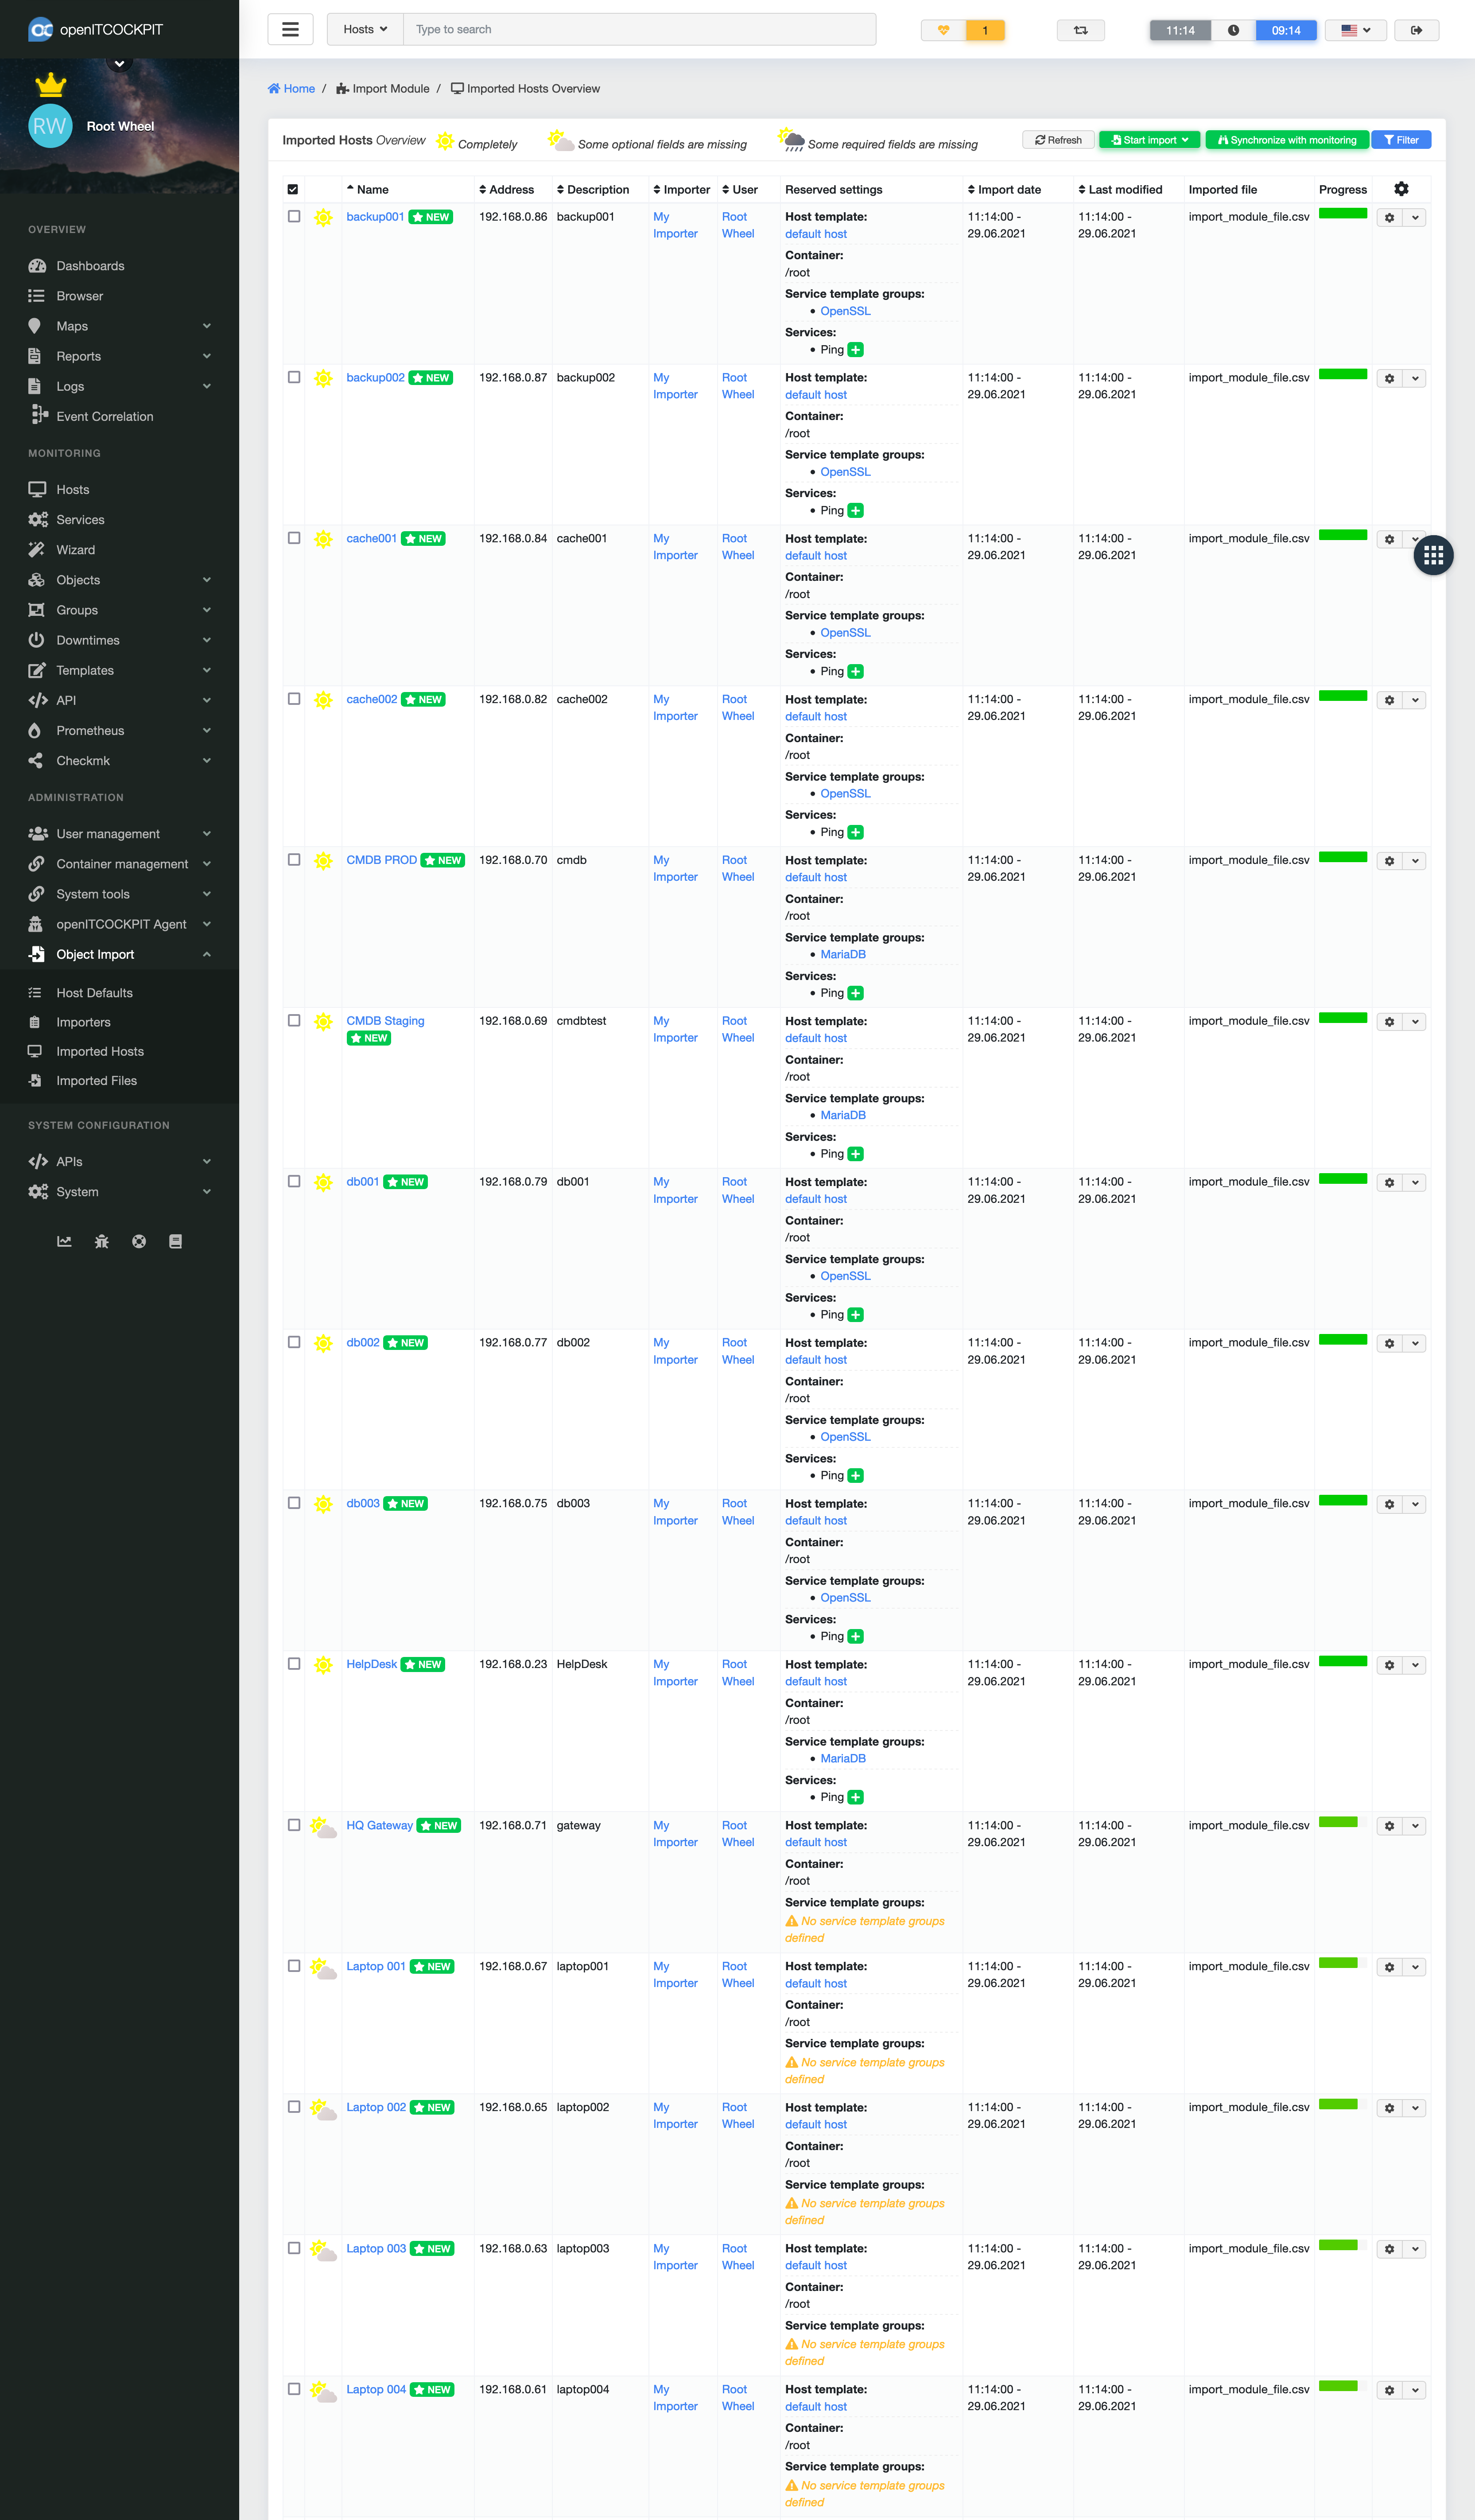 openITCOCKPIT
Hosts
Type to search
1
11:14
09:14
RW
Root Wheel
OVERVIEW
Dashboards
Browser
Maps
Reports
Logs
Event Correlation
MONITORING
Hosts
Services
Wizard
Objects
Groups
Downtimes
Templates
API
Prometheus
Checkmk
ADMINISTRATION
User management
Container management
System tools
openITCOCKPIT Agent
Object Import
Host Defaults
Importers
Imported Hosts
Imported Files
SYSTEM CONFIGURATION
APIs
System
Home / Import Module / Imported Hosts Overview
Imported Hosts Overview Completely Some optional fields are missing Some required fields are missing Refresh Start import Synchronize with monitoring Filter
Name Address Description Importer User Reserved settings Import date Last modified Imported file Progress
backup001 NEW 192.168.0.86 backup001 My Root Host template: 11:14:00 - 11:14:00 - import_module_file.csv
Importer Wheel default host 29.06.2021 29.06.2021
Container:
/root
Service template groups:
• OpenSSL
Services:
• Ping
backup002 NEW 192.168.0.87 backup002 My Root Host template: 11:14:00 - 11:14:00 - import_module_file.csv
Importer Wheel default host 29.06.2021 29.06.2021
Container:
/root
Service template groups:
• OpenSSL
Services:
• Ping
cache001 NEW 192.168.0.84 cache001 My Root Host template: 11:14:00 - 11:14:00 - import_module_file.csv
Importer Wheel default host 29.06.2021 29.06.2021
Container:
/root
Service template groups:
• OpenSSL
Services:
• Ping
cache002 NEW 192.168.0.82 cache002 My Root Host template: 11:14:00 - 11:14:00 - import_module_file.csv
Importer Wheel default host 29.06.2021 29.06.2021
Container:
/root
Service template groups:
• OpenSSL
Services:
• Ping
CMDB PROD NEW 192.168.0.70 cmdb My Root Host template: 11:14:00 - 11:14:00 - import_module_file.csv
Importer Wheel default host 29.06.2021 29.06.2021
Container:
/root
Service template groups:
• MariaDB
Services:
• Ping
CMDB Staging 192.168.0.69 cmdbtest My Root Host template: 11:14:00 - 11:14:00 - import_module_file.csv
NEW Importer Wheel default host 29.06.2021 29.06.2021
Container:
/root
Service template groups:
• MariaDB
Services:
• Ping
db001 NEW 192.168.0.79 db001 My Root Host template: 11:14:00 - 11:14:00 - import_module_file.csv
Importer Wheel default host 29.06.2021 29.06.2021
Container:
/root
Service template groups:
• OpenSSL
Services:
• Ping
db002 NEW 192.168.0.77 db002 My Root Host template: 11:14:00 - 11:14:00 - import_module_file.csv
Importer Wheel default host 29.06.2021 29.06.2021
Container:
/root
Service template groups:
• OpenSSL
Services:
• Ping
db003 NEW 192.168.0.75 db003 My Root Host template: 11:14:00 - 11:14:00 - import_module_file.csv
Importer Wheel default host 29.06.2021 29.06.2021
Container:
/root
Service template groups:
• OpenSSL
Services:
• Ping
HelpDesk NEW 192.168.0.23 HelpDesk My Root Host template: 11:14:00 - 11:14:00 - import_module_file.csv
Importer Wheel default host 29.06.2021 29.06.2021
Container:
/root
Service template groups:
• MariaDB
Services:
• Ping
HQ Gateway NEW 192.168.0.71 gateway My Root Host template: 11:14:00 - 11:14:00 - import_module_file.csv
Importer Wheel default host 29.06.2021 29.06.2021
Container:
/root
Service template groups:
No service template groups
defined
Laptop 001 NEW 192.168.0.67 laptop001 My Root Host template: 11:14:00 - 11:14:00 - import_module_file.csv
Importer Wheel default host 29.06.2021 29.06.2021
Container:
/root
Service template groups:
No service template groups
defined
Laptop 002 NEW 192.168.0.65 laptop002 My Root Host template: 11:14:00 - 11:14:00 - import_module_file.csv
Importer Wheel default host 29.06.2021 29.06.2021
Container:
/root
Service template groups:
No service template groups
defined
Laptop 003 NEW 192.168.0.63 laptop003 My Root Host template: 11:14:00 - 11:14:00 - import_module_file.csv
Importer Wheel default host 29.06.2021 29.06.2021
Container:
/root
Service template groups:
No service template groups
defined
Laptop 004 NEW 192.168.0.61 laptop004 My Root Host template: 11:14:00 - 11:14:00 - import_module_file.csv
Importer Wheel default host 29.06.2021 29.06.2021
Container:
/root
Service template groups:
No service template groups
defined